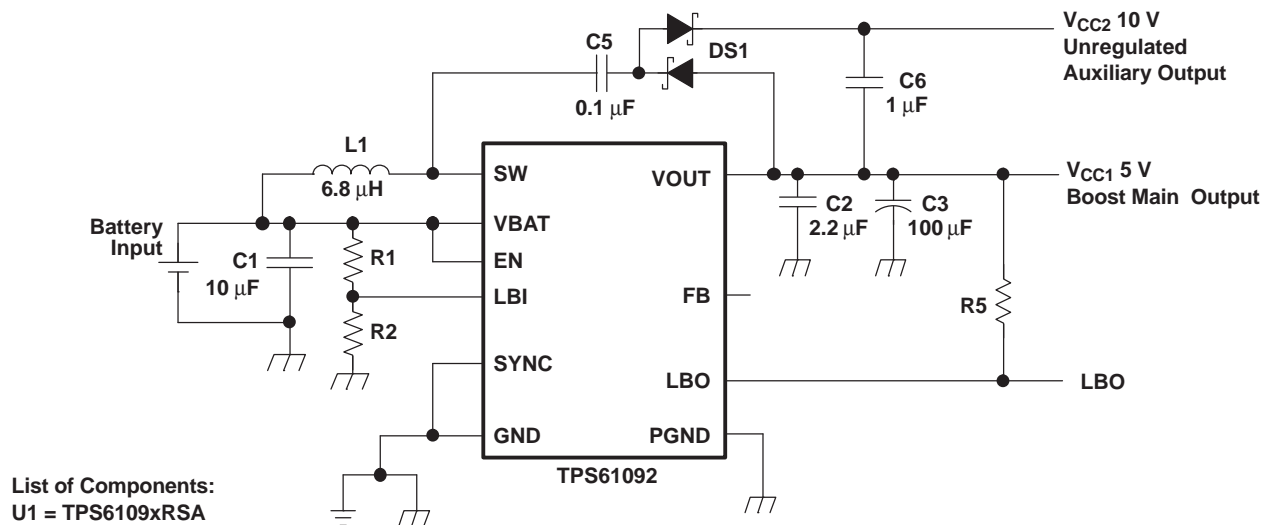 C5
0.1 μF
DS1
VCC2 10 V
Unregulated
Auxiliary Output
C6
1 μF
L1
6.8 μH
SW
VOUT
VCC1 5 V
Boost Main Output
Battery
Input
C1
10 μF
R1
R2
VBAT
EN
LBI
SYNC
GND
FB
LBO
PGND
C2
2.2 μF
C3
100 μF
R5
LBO
TPS61092
List of Components:
U1 = TPS6109xRSA